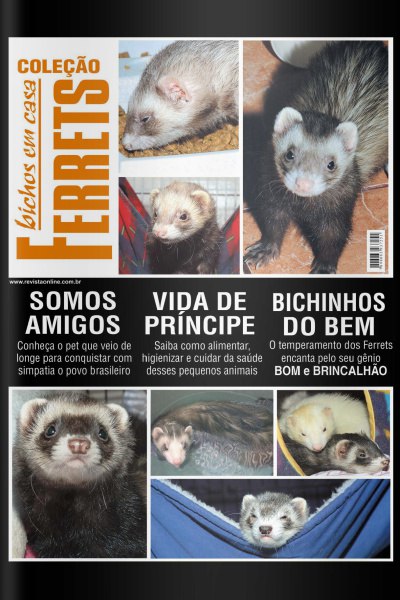 COLEÇÃO
bichos em casa
FERRETS
www.revistaonline.com.br
SOMOS
AMIGOS
Conheça o pet que veio de
longe para conquistar com
simpatia o povo brasileiro
VIDA DE
PRÍNCIPE
Saiba como alimentar,
higienizar e cuidar da saúde
desses pequenos animais
BICHINHOS
DO BEM
O temperamento dos Ferrets
encanta pelo seu gênio
BOM e BRINCALHÃO